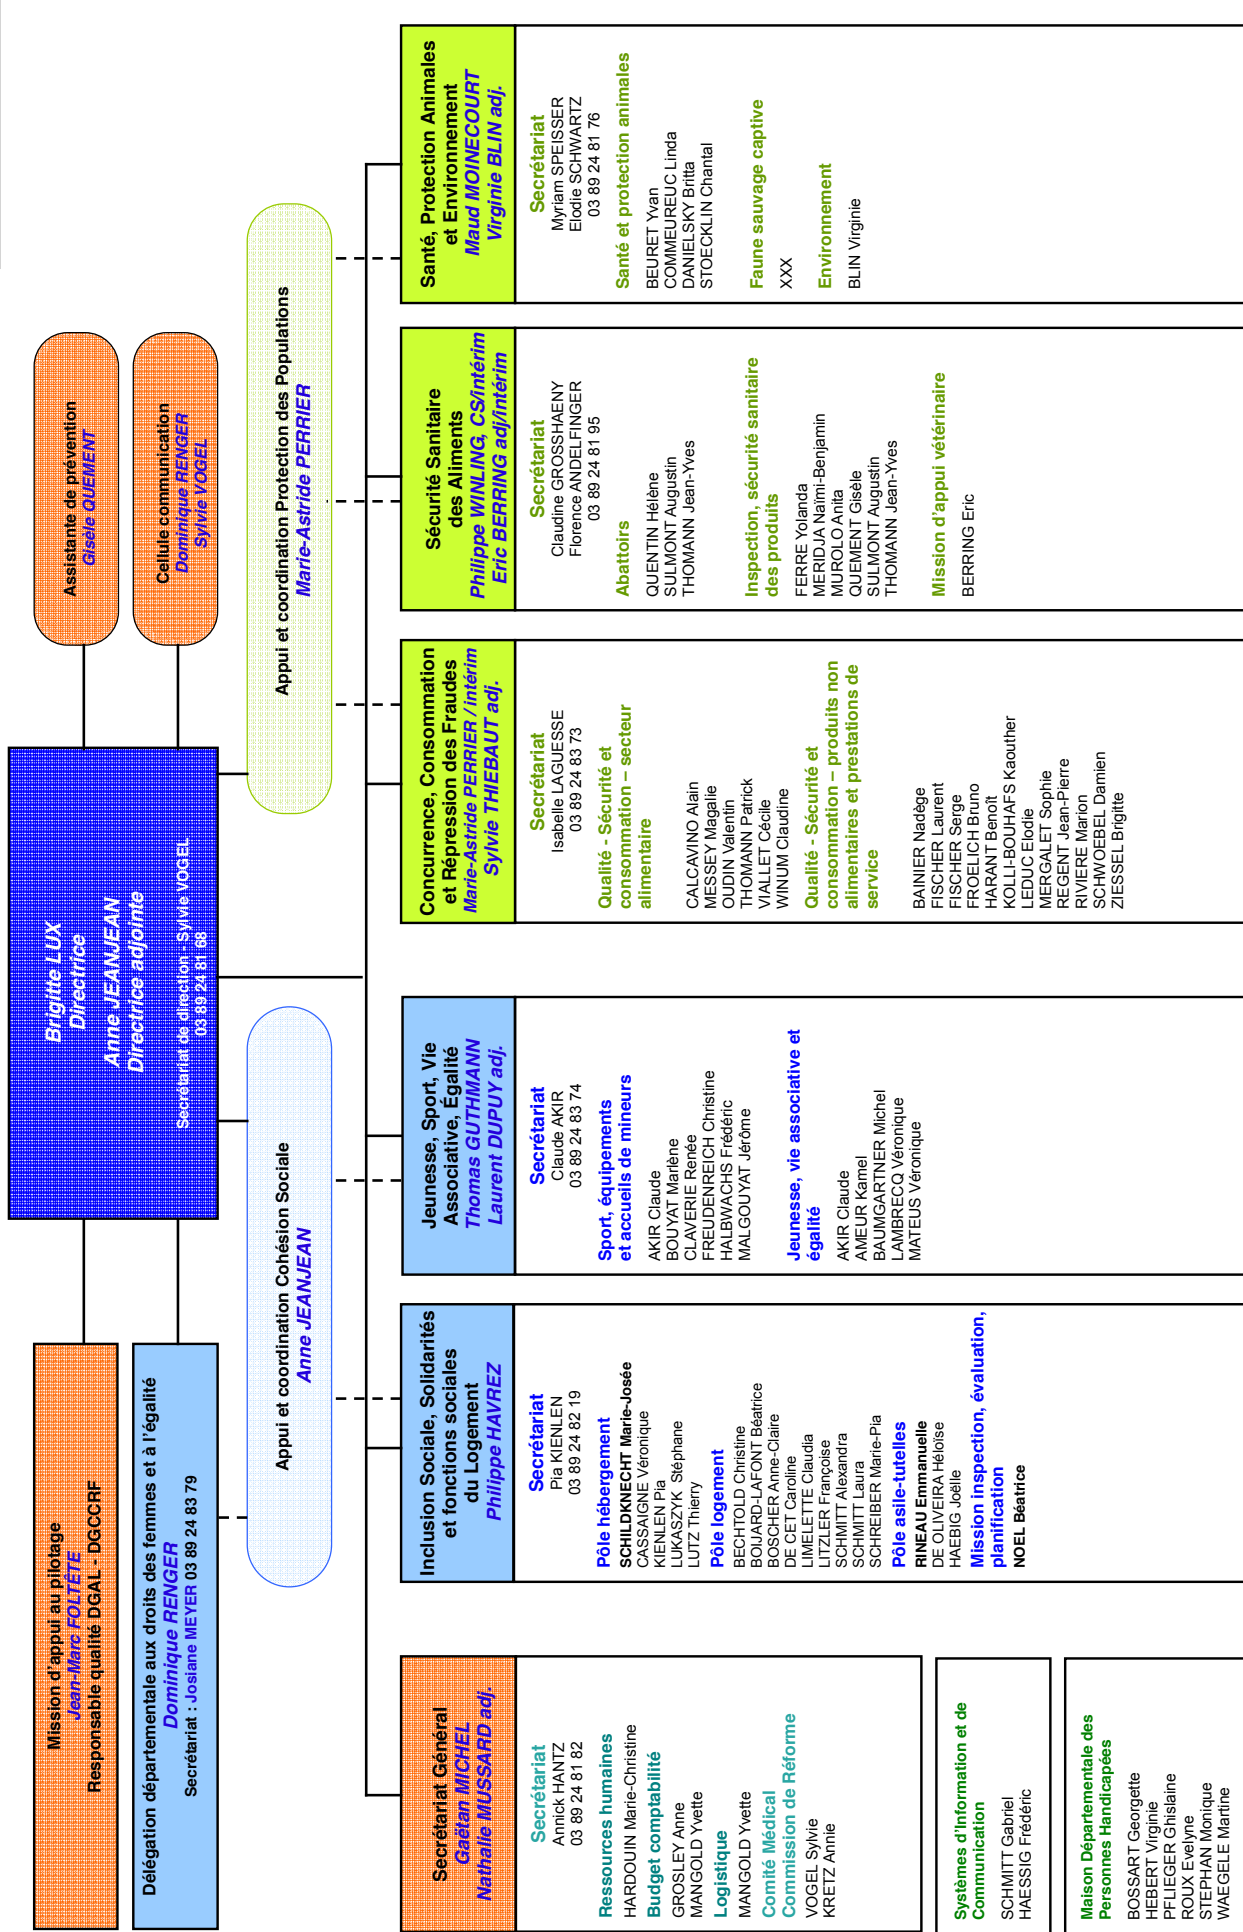 Brigitte LUX
Directrice
Anne JEANJEAN
Directrice adjointe
Secrétariat de direction - Sylvie VOGEL
03 89 24 81 68
Mission d'appui au pilotage
Jean-Marc FOLTÊTE
Responsable qualité DGAL - DGCCRF
Délégation départementale aux droits des femmes et à l'égalité
Dominique RENGER
Secrétariat : Josiane MEYER 03 89 24 83 79
Assistante de prévention
Gisèle QUEMENT
Cellule communication
Dominique RENGER
Sylvie VOGEL
Appui et coordination Cohésion Sociale
Anne JEANJEAN
Appui et coordination Protection des Populations
Marie-Astride PERRIER
Secrétariat Général
Gaëtan MICHEL
Nathalie MUSSARD adj.
Secrétariat
Annick HANTZ
03 89 24 81 82
Ressources humaines
HARDOUIN Marie-Christine
Budget comptabilité
GROSLEY Anne
MANGOLD Yvette
Logistique
MANGOLD Yvette
Comité Médical
Commission de Réforme
VOGEL Sylvie
KRETZ Annie
Systèmes d'Information et de
Communication
SCHMITT Gabriel
HAESSIG Frédéric
Maison Départementale des
Personnes Handicapées
BOSSART Georgette
HEBERT Virginie
PFLIEGER Ghislaine
ROUX Evelyne
STEPHAN Monique
WAEGELE Martine
Inclusion Sociale, Solidarités
et fonctions sociales
du Logement
Philippe HAVREZ
Secrétariat
Pia KIENLEN
03 89 24 82 19
Pôle hébergement
SCHILDKNECHT Marie-Josée
CASSAIGNE Véronique
KIENLEN Pia
LUKASZYK Stéphane
LUTZ Thierry
Pôle logement
BECHTOLD Christine
BOUJARD-LAFONT Béatrice
BOSCHER Anne-Claire
DE CET Caroline
LIMELETTE Claudia
LITZLER Françoise
SCHMITT Alexandra
SCHMITT Laura
SCHREIBER Marie-Pia
Pôle asile-tutelles
RINEAU Emmanuelle
DE OLIVEIRA Héloïse
HAEBIG Joëlle
Mission inspection, évaluation,
planification
NOEL Béatrice
Jeunesse, Sport, Vie
Associative, Égalité
Thomas GUTHMANN
Laurent DUPUY adj.
Secrétariat
Claude AKIR
03 89 24 83 74
Sport, équipements
et accueils de mineurs
AKIR Claude
BOUYAT Marlène
CLAVERIE Renée
FREUDENREICH Christine
HALBWACHS Frédéric
MALGOUYAT Jérôme
Jeunesse, vie associative et
égalité
AKIR Claude
AMEUR Kamel
BAUMGARTNER Michel
LAMBRECQ Véronique
MATEUS Véronique
Concurrence, Consommation
et Répression des Fraudes
Marie-Astride PERRIER / intérim
Sylvie THIEBAUT adj.
Secrétariat
Isabelle LAGUESSE
03 89 24 83 73
Qualité - Sécurité et
consommation – secteur
alimentaire
CALCAVINO Alain
MESSEY Magalie
OUDIN Valentin
THOMANN Patrick
VIALLET Cécile
WINUM Claudine
Qualité - Sécurité et
consommation – produits non
alimentaires et prestations de
service
BAINIER Nadège
FISCHER Laurent
FISCHER Serge
FROELICH Bruno
HARANT Benoît
KOLLI-BOUHAFS Kaouther
LEDUC Elodie
MERGALET Sophie
REGENT Jean-Pierre
RIVIERE Marion
SCHWOEBEL Damien
ZIESSEL Brigitte
Sécurité Sanitaire
des Aliments
Philippe WINLING, CS/intérim
Eric BERRING adj/intérim
Secrétariat
Claudine GROSSHAENY
Florence ANDELFINGER
03 89 24 81 95
Abattoirs
QUENTIN Hélène
SULMONT Augustin
THOMANN Jean-Yves
Inspection, sécurité sanitaire
des produits
FERRE Yolanda
MERIDJA Naïmi-Benjamin
MUROLO Anita
QUEMENT Gisèle
SULMONT Augustin
THOMANN Jean-Yves
Mission d'appui vétérinaire
BERRING Eric
Santé, Protection Animales
et Environnement
Maud MOINECOURT
Virginie BLIN adj.
Secrétariat
Myriam SPEISSER
Elodie SCHWARTZ
03 89 24 81 76
Santé et protection animales
BEURET Yvan
COMMEUREUC Linda
DANIELSKY Britta
STOECKLIN Chantal
Faune sauvage captive
XXX
Environnement
BLIN Virginie